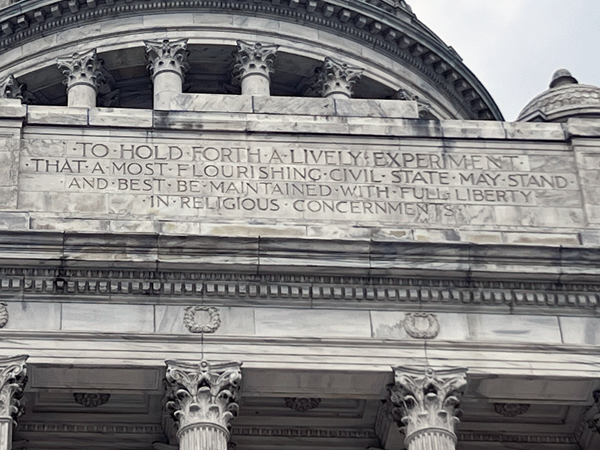 ·TO·HOLD·FORTH·A·LIVELY·EXPERIMENT·
·THAT·A·MOST·FLOURISHING·CIVIL·STATE·MAY·STAND·
·AND·BEST·BE·MAINTAINED·WITH·FULL·LIBERTY·
·IN·RELIGIOUS·CONCERNMENTS·